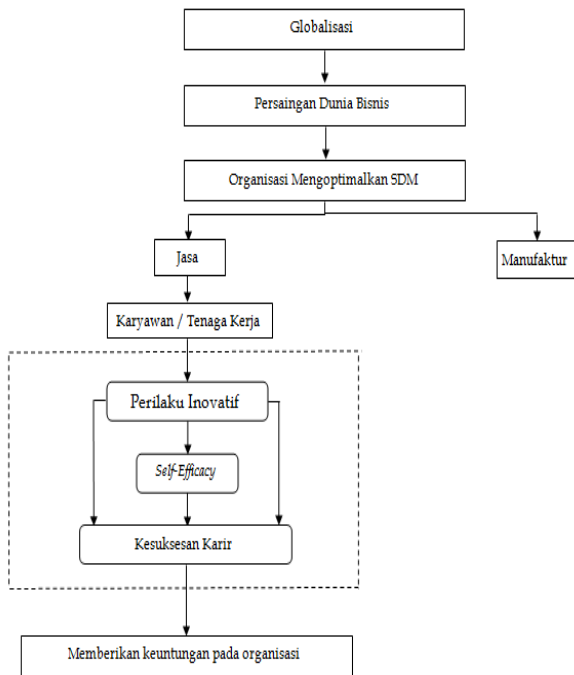 Globalisasi
Persaingan Dunia Bisnis
Organisasi Mengoptimalkan SDM
Jasa
Manufaktur
Karyawan / Tenaga Kerja
Perilaku Inovatif
Self-Efficacy
Kesuksesan Karir
Memberikan keuntungan pada organisasi